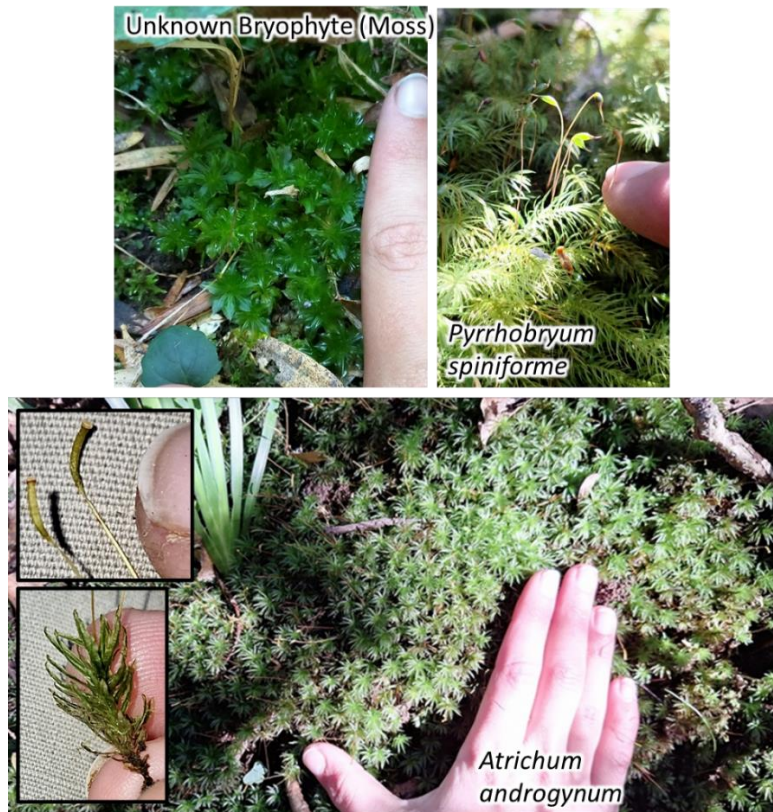 Unknown Bryophyte (Moss)
Pyrrhobryum
spiniforme
Atrichum
androgynum